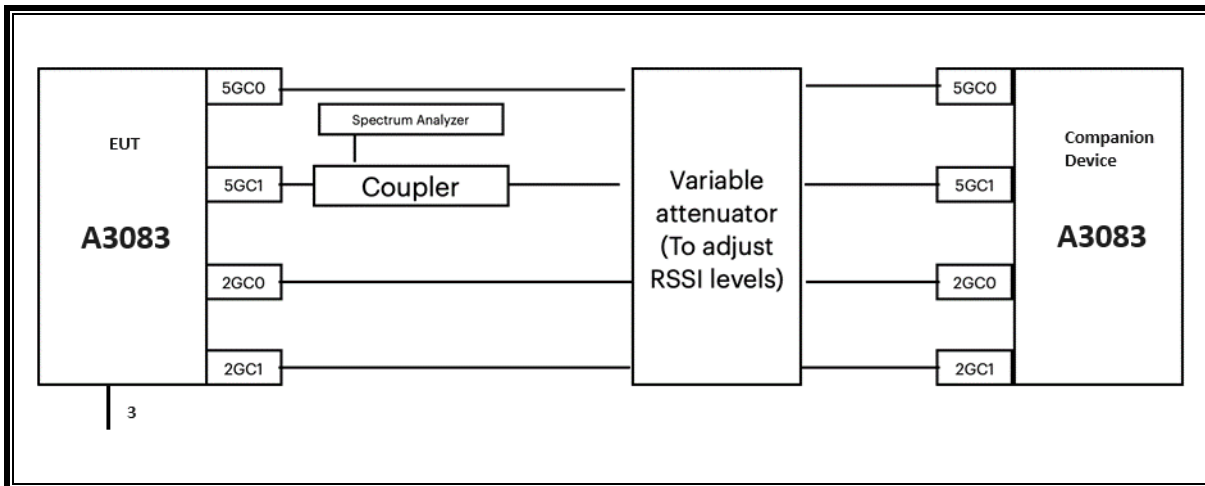 5GC0
Spectrum Analyzer
EUT
5GC1
Coupler
A3083
2GC0
2GC1
3
Variable
attenuator
(To adjust
RSSI levels)
5GC0
Companion
Device
5GC1
A3083
2GC0
2GC1